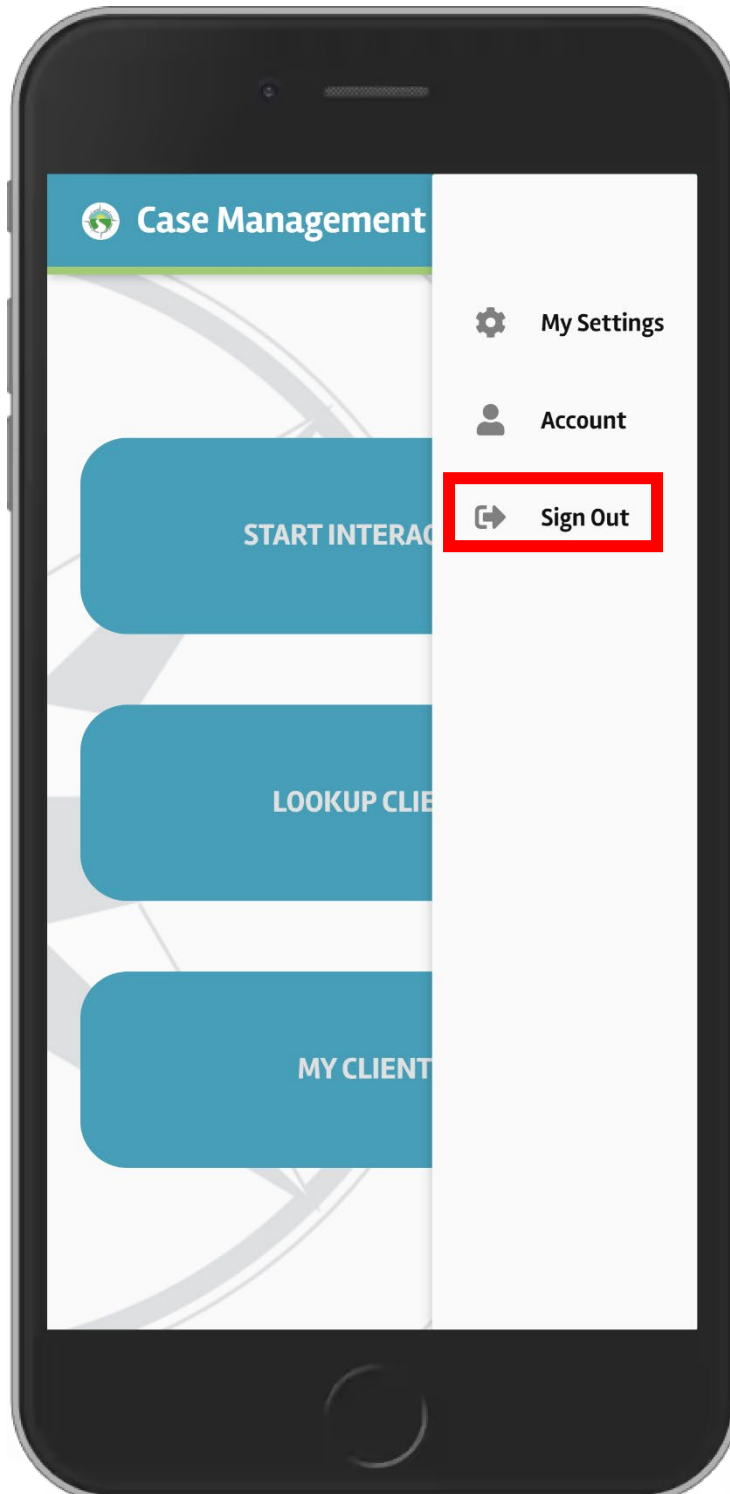 Case Management
My Settings
Account
Sign Out
START INTERAC
LOOKUP CLIE
MY CLIENT